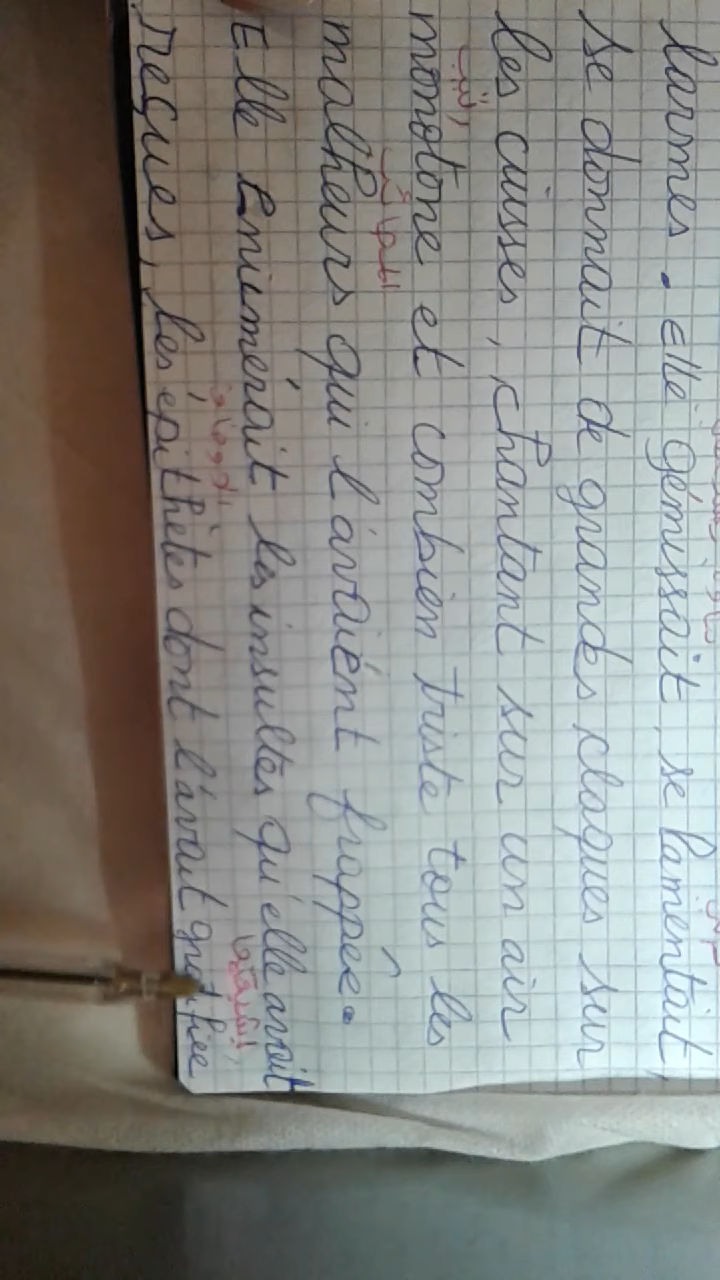 larmes. Elle gémissait, se lamentait,
se donnait de grandes claques sur
les cuisses, chantant sur un air
monotone et combien triste tous les
malheurs qui l'avaient frappée.
Elle énumérait les insultes qu'elle avait
reçues, les épithètes dont l'avait gratifiée